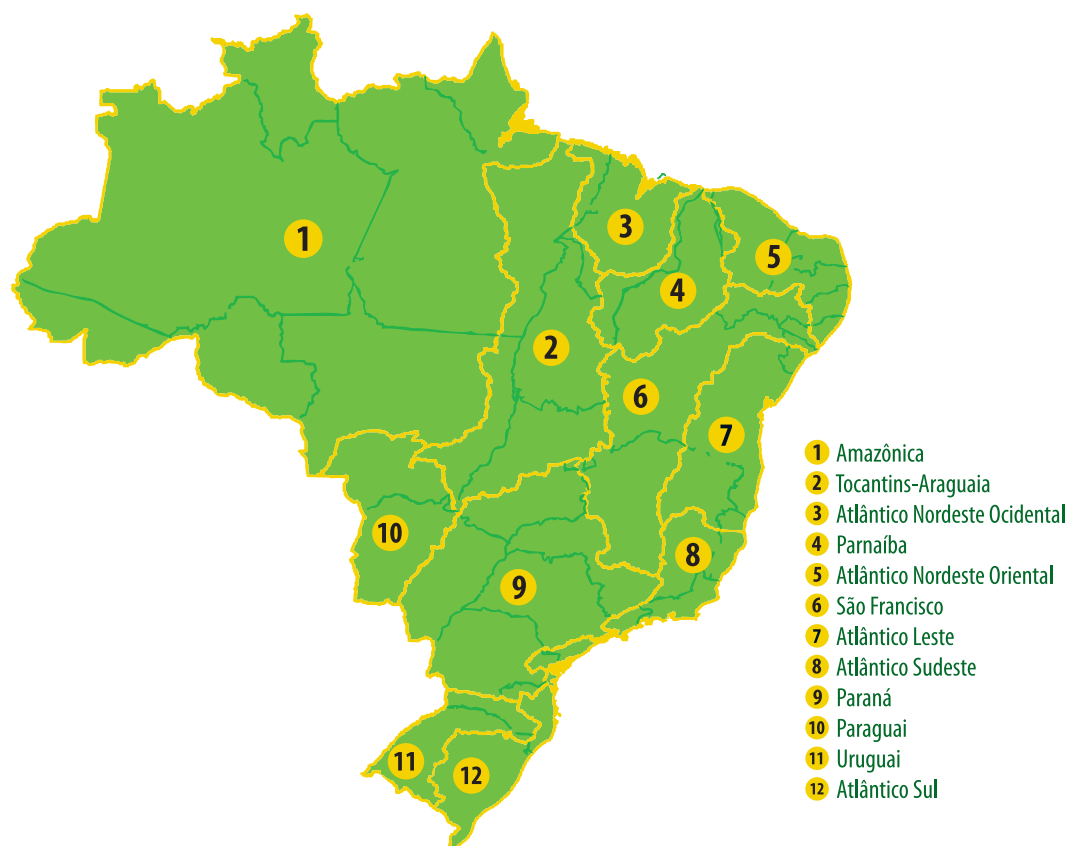 1
3
5
4
2
6
7
10
8
9
11
12
1 Amazônica
2 Tocantins-Araguaia
3 Atlântico Nordeste Ocidental
4 Parnaíba
5 Atlântico Nordeste Oriental
6 São Francisco
7 Atlântico Leste
8 Atlântico Sudeste
9 Paraná
10 Paraguai
11 Uruguai
12 Atlântico Sul